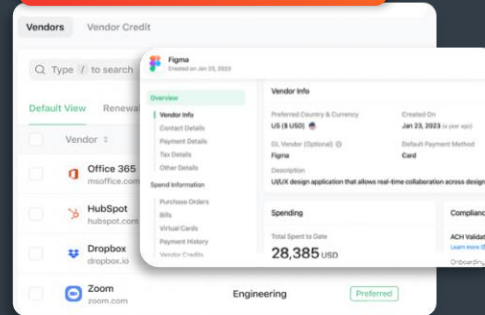 Vendors
Vendor Credit
Type / to search
Default View
Renewa
Vendor
Office 365
msoffice.com
HubSpot
hubspot.com
Dropbox
dropbox.io
Zoom
zoom.com
Engineering
Preferred
Figma
Created on Jan 23, 2023
Overview
Vendor Info
Contact Details
Payment Details
Tax Details
Other Details
Spend Information
Purchase Orders
Bills
Virtual Cards
Payment History
Vendor Credits
Vendor Info
Preferred Country & Currency
US ($ USD)
Created On
Jan 23, 2023 (a year ago)
GL Vendor (Optional)
Figma
Default Payment Method
Card
Description
UI/UX design application that allows real-time collaboration across design
Spending
Total Spent to Date
28,385 USD
Complianc
ACH Validat
Learn more
Onboarding